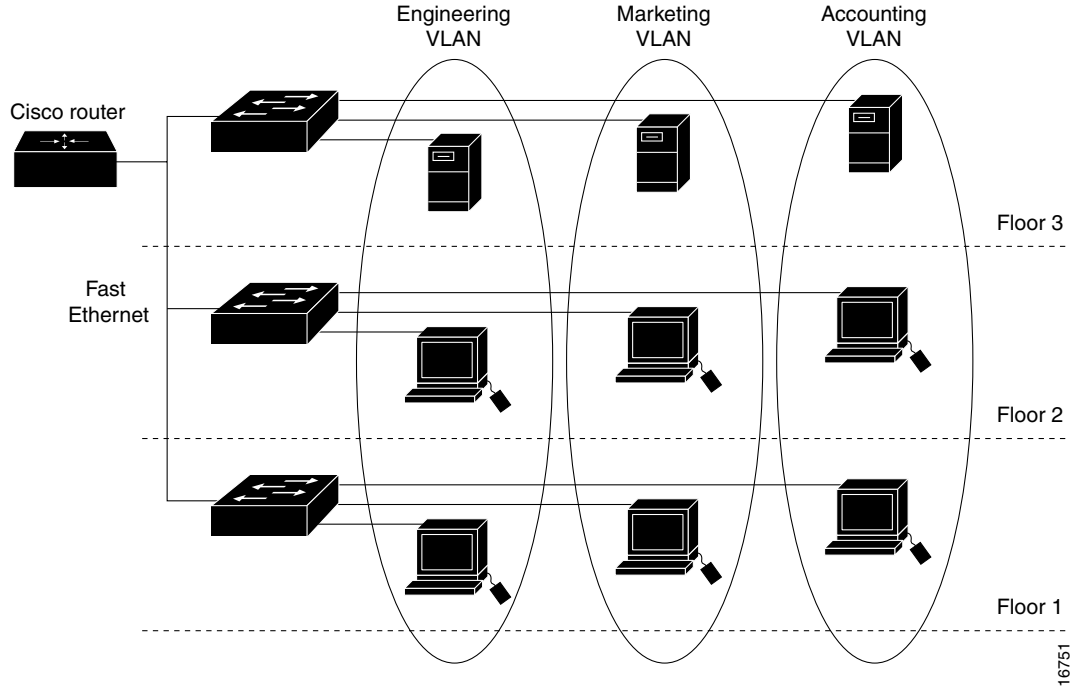 Engineering
VLAN
Marketing
VLAN
Accounting
VLAN
Cisco router
Floor 3
Fast
Ethernet
Floor 2
Floor 1
16751